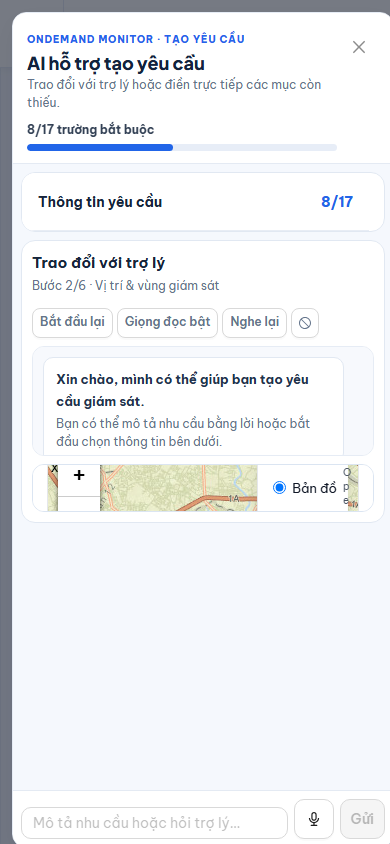 ONDEMAND MONITOR · TẠO YÊU CẦU
AI hỗ trợ tạo yêu cầu
Trao đổi với trợ lý hoặc điền trực tiếp các mục còn
thiếu.
8/17 trường bắt buộc
Thông tin yêu cầu 8/17
Trao đổi với trợ lý
Bước 2/6 · Vị trí & vùng giám sát
Bắt đầu lại Giọng đọc bật Nghe lại
Xin chào, mình có thể giúp bạn tạo yêu
cầu giám sát.
Bạn có thể mô tả nhu cầu bằng lời hoặc bắt
đầu chọn thông tin bên dưới.
+
1A
Bản đồ
O
p
e
Mô tả nhu cầu hoặc hỏi trợ lý...
Gửi